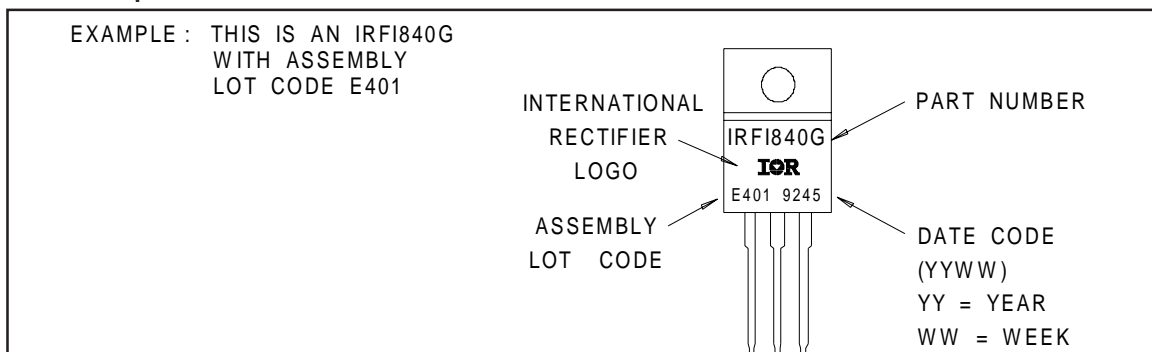 EXAMPLE : THIS IS AN IRFI840G
WITH ASSEMBLY
LOT CODE E401
INTERNATIONAL
RECTIFIER
LOGO
ASSEMBLY
LOT CODE
IRFI840G
IOR
E401 9245
PART NUMBER
DATE CODE
(YYWW)
YY = YEAR
WW = WEEK